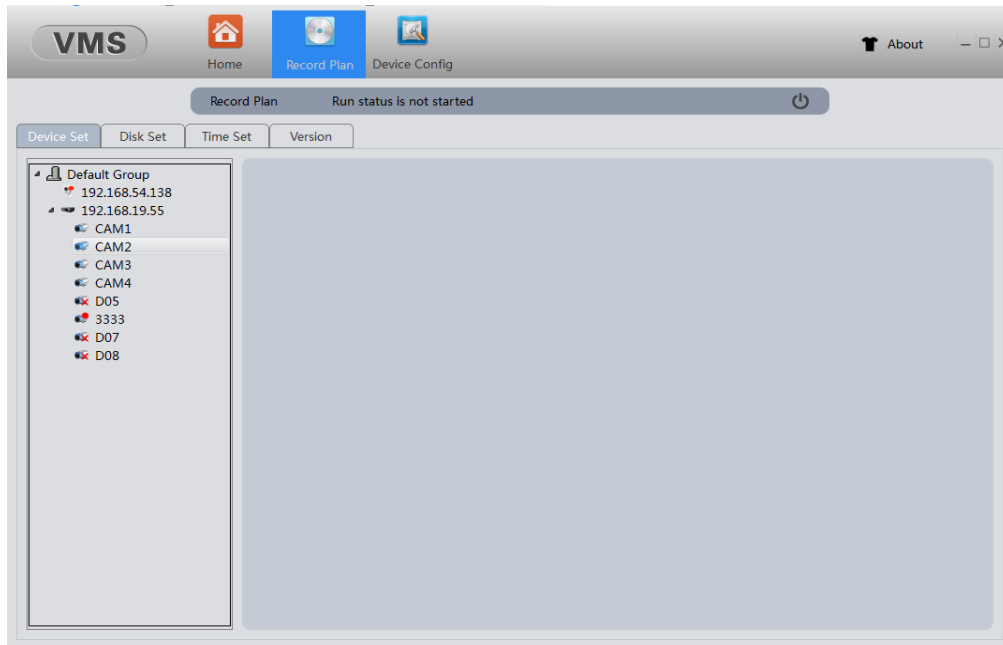 VMS
Home
Record Plan
Device Config
About
Record Plan Run status is not started
Device Set Disk Set Time Set Version
Default Group
192.168.54.138
192.168.19.55
CAM1
CAM2
CAM3
CAM4
D05
3333
D07
D08